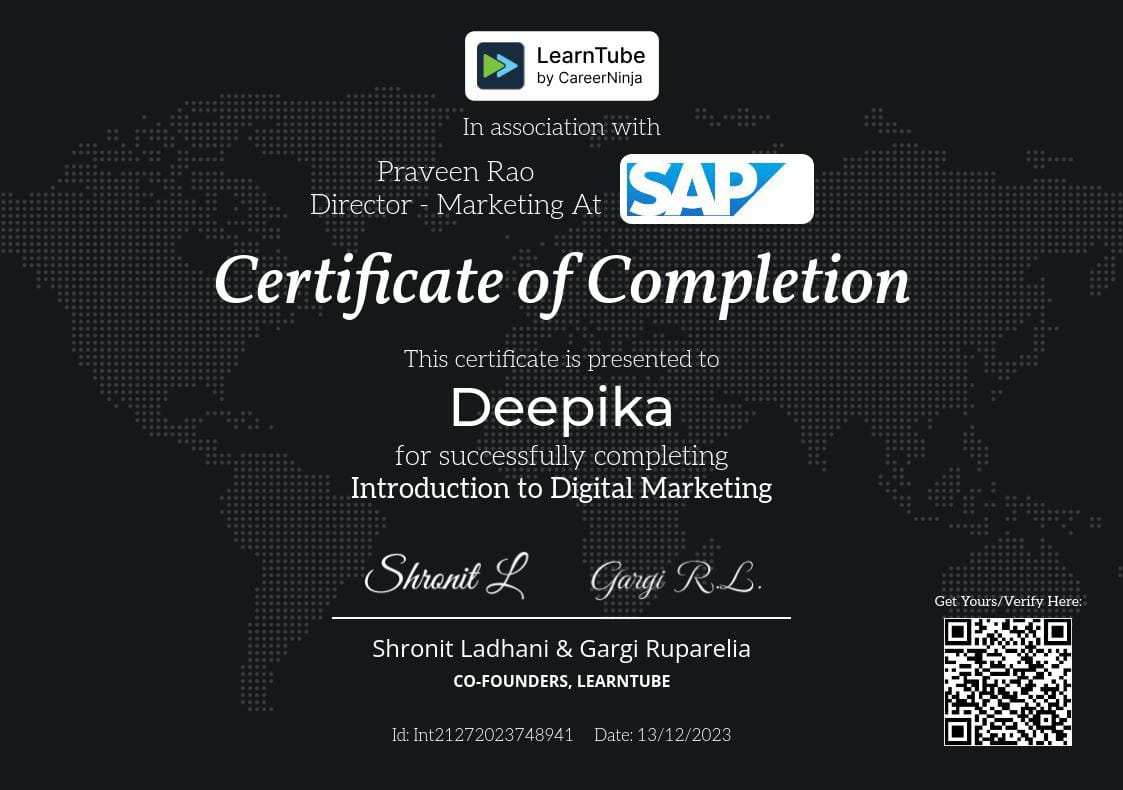 LearnTube
by CareerNinja
In association with
Praveen Rao
Director - Marketing At
SAP
Certificate of Completion
This certificate is presented to
Deepika
for successfully completing
Introduction to Digital Marketing
Shronit L
Gargi R.L.
Shronit Ladhani & Gargi Ruparelia
CO-FOUNDERS, LEARNTUBE
Get Yours/Verify Here:
Id: Int21272023748941 Date: 13/12/2023